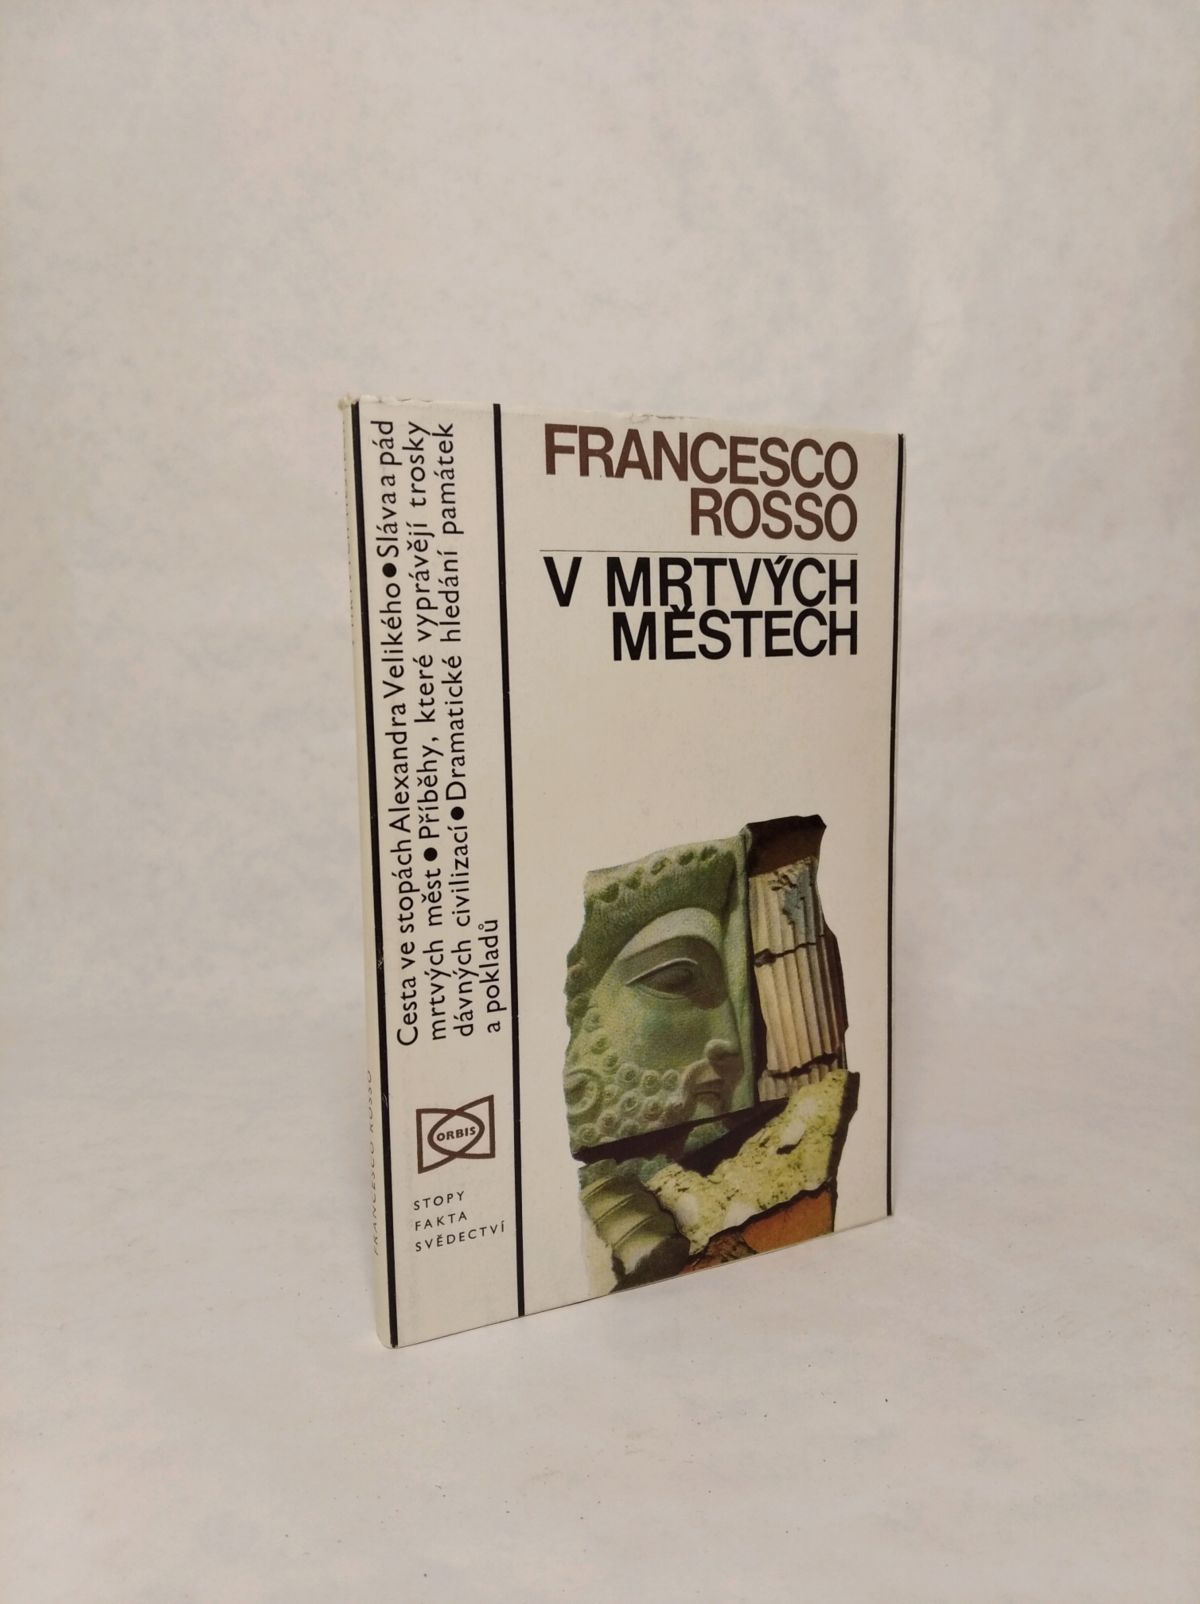 FRANCESCO
ROSSO
V MRTVÝCH
MĚSTECH
Cesta ve stopách Alexandra Velikého ● Sláva a pád
mrtvých měst ● Příběhy, které vyprávějí trosky
dávných civilizací ● Dramatické hledání památek
a pokladů
ORBIS
STOPY
FAKTA
SVĚDECTVÍ
FRANCESCO ROSSO